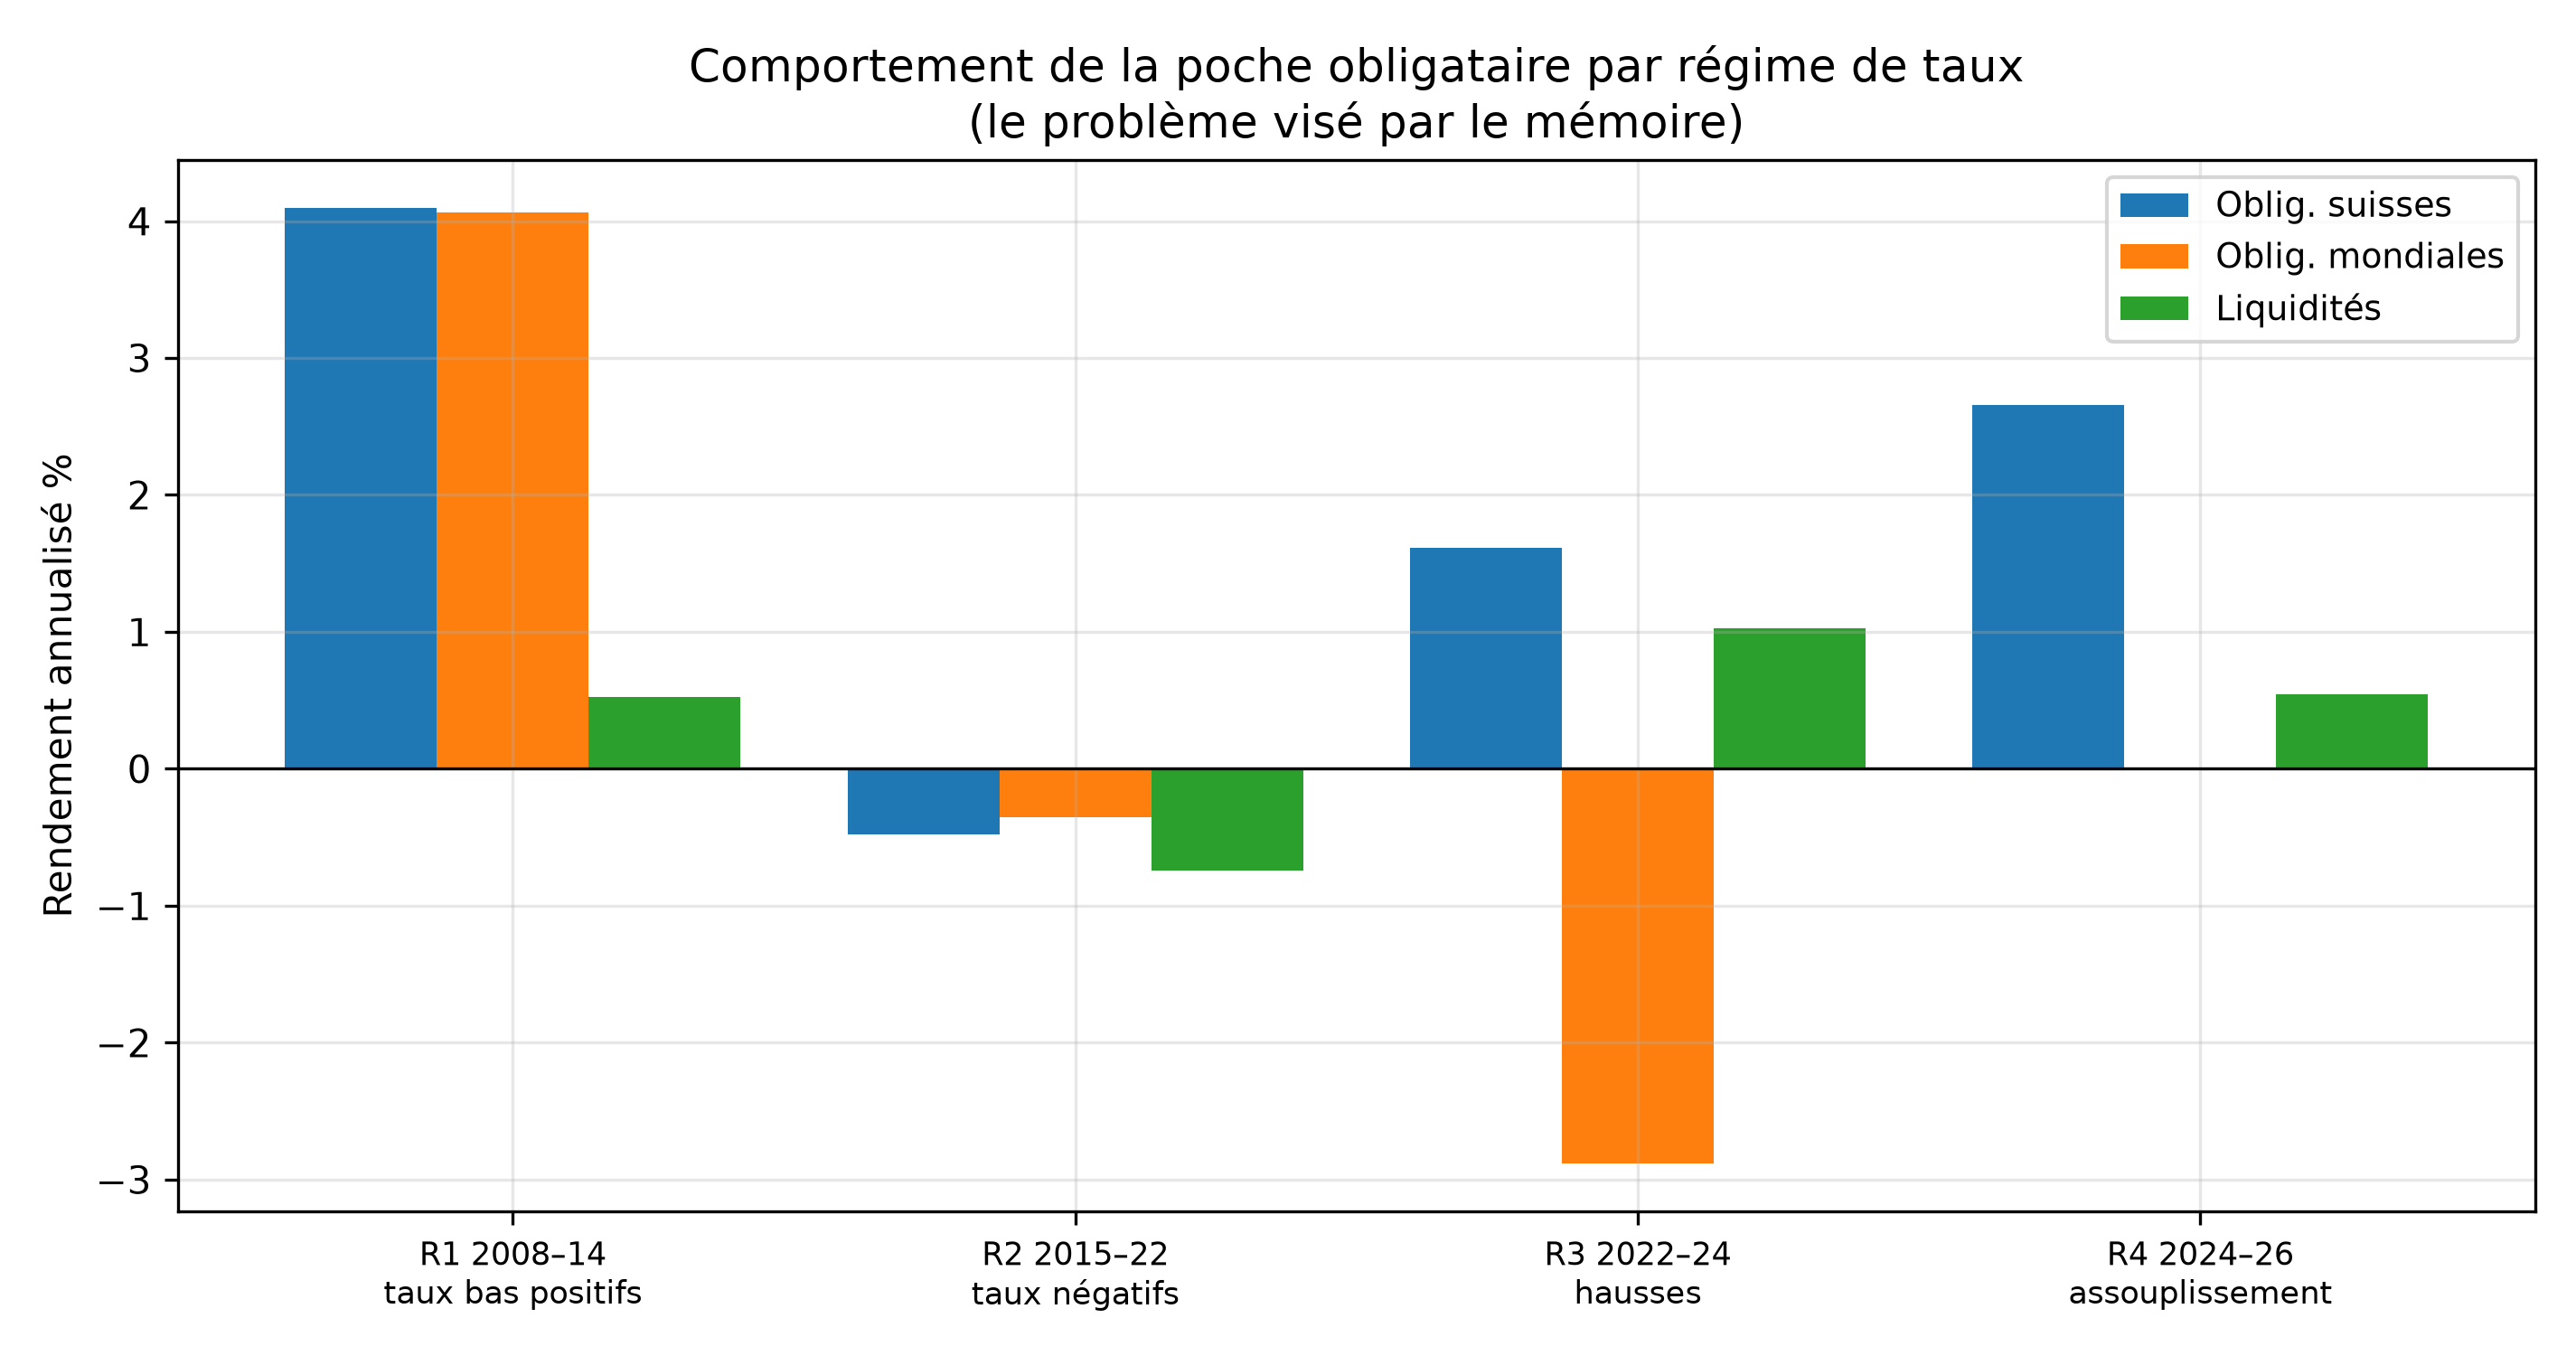 Comportement de la poche obligataire par régime de taux
(le problème visé par le mémoire)
Oblig. suisses
Oblig. mondiales
Liquidités
Rendement annualisé %
4
3
2
1
0
−1
−2
−3
R1 2008–14
taux bas positifs
R2 2015–22
taux négatifs
R3 2022–24
hausses
R4 2024–26
assouplissement